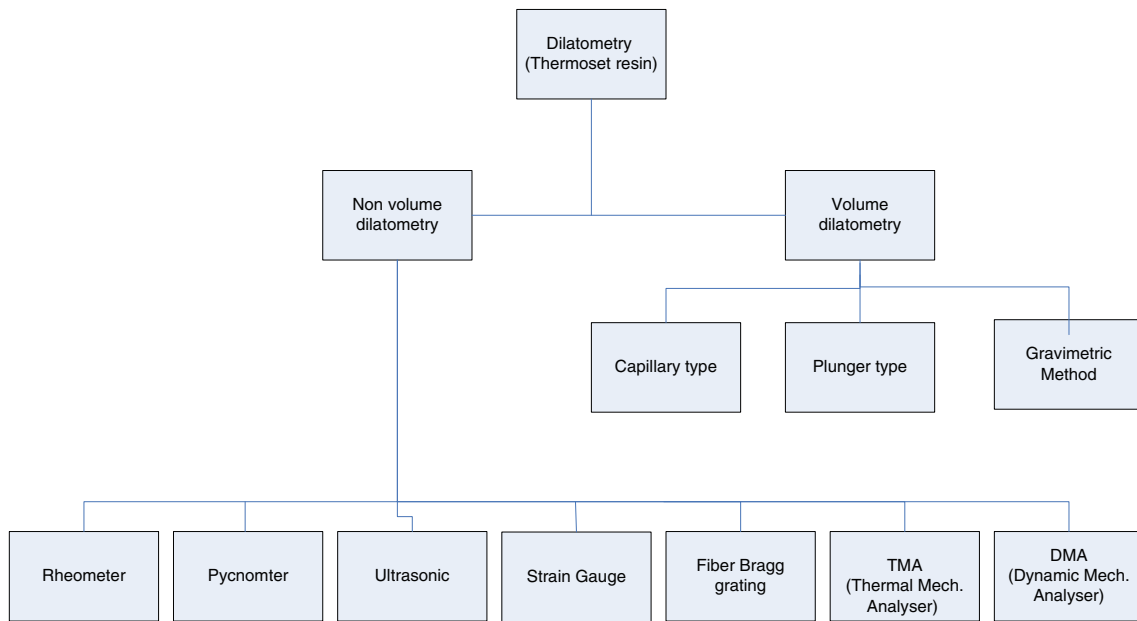 Dilatometry
(Thermoset resin)
Non volume
dilatometry
Volume
dilatometry
Capillary type
Plunger type
Gravimetric
Method
Rheometer
Pycnomter
Ultrasonic
Strain Gauge
Fiber Bragg
grating
TMA
(Thermal Mech.
Analyser)
DMA
(Dynamic Mech.
Analyser)